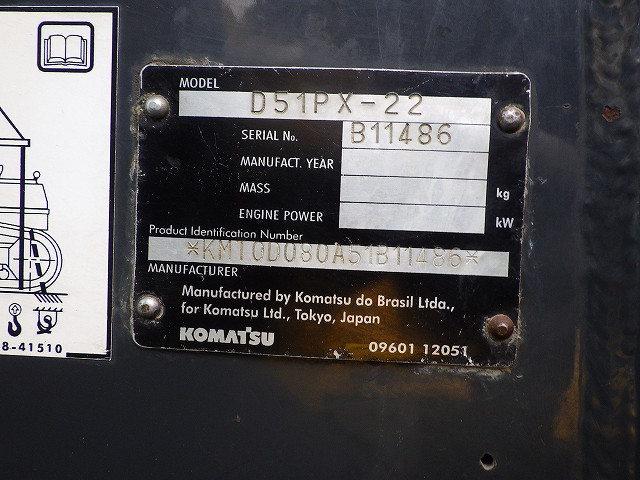 MODEL
D51PX-22
SERIAL No.
B11486
MANUFACT. YEAR
MASS
kg
ENGINE POWER
kW
Product Identification Number
*KMT0D080A51B11486*
MANUFACTURER
Manufactured by Komatsu do Brasil Ltda.,
for Komatsu Ltd., Tokyo, Japan
KOMATSU
09601 12051
8-41510